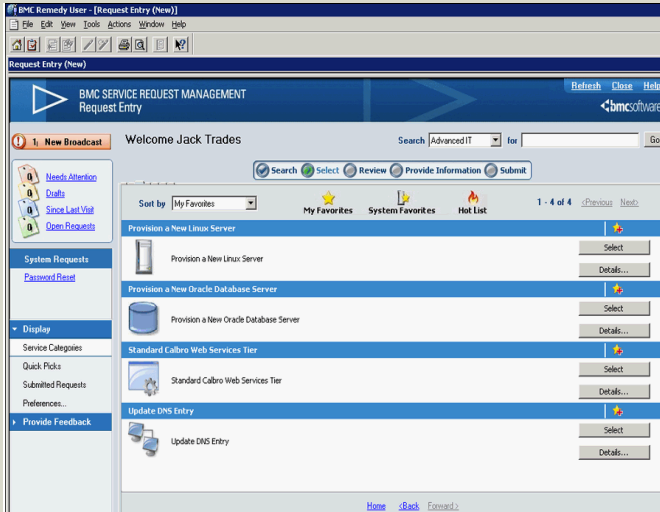 BMC Remedy User - [Request Entry (New)]
File Edit View Tools Actions Window Help
Request Entry (New)
Refresh Close Help
BMC SERVICE REQUEST MANAGEMENT
Request Entry
bmcsoftware
1 New Broadcast
Welcome Jack Trades
Search Advanced IT for Go
Search Select Review Provide Information Submit
0 Needs Attention
0 Drafts
0 Since Last Visit
0 Open Requests
Sort by My Favorites
My Favorites System Favorites Hot List
1 - 4 of 4 <Previous Next>
Provision a New Linux Server
Provision a New Linux Server
Select
Details...
System Requests
Password Reset
Provision a New Oracle Database Server
Provision a New Oracle Database Server
Select
Details...
Display
Service Categories
Quick Picks
Submitted Requests
Preferences...
Provide Feedback
Standard Calbro Web Services Tier
Standard Calbro Web Services Tier
Select
Details...
Update DNS Entry
Update DNS Entry
Select
Details...
Home <Back Forward>